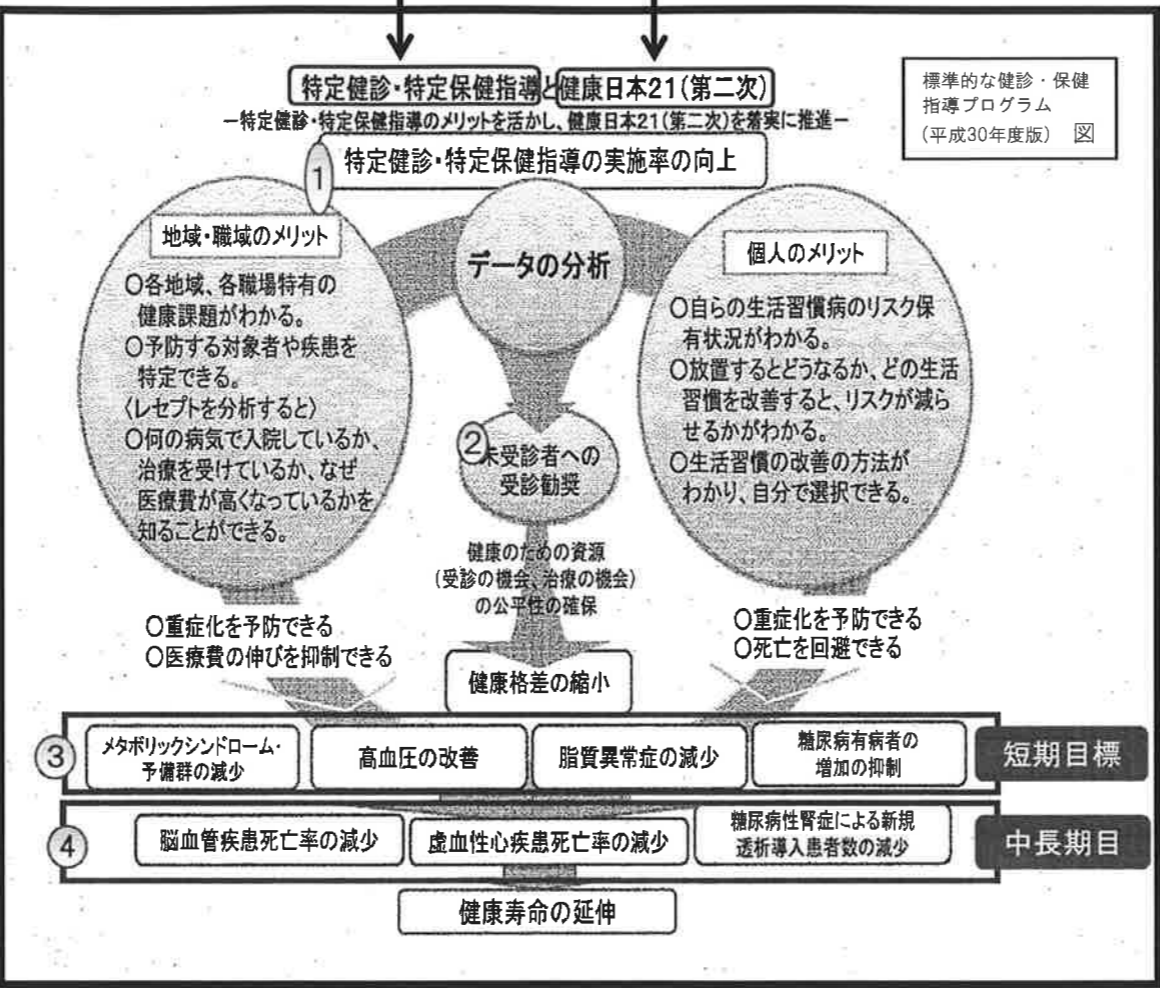 特定健診・特定保健指導と健康日本21(第二次)
標準的な健診・保健
指導プログラム
(平成30年度版) 図
ー特定健診・特定保健指導のメリットを活かし、健康日本21(第二次)を着実に推進ー
① 特定健診・特定保健指導の実施率の向上
地域・職域のメリット
○各地域、各職場特有の
健康課題がわかる。
○予防する対象者や疾患を
特定できる。
〈レセプトを分析すると〉
○何の病気で入院しているか、
治療を受けているか、なぜ
医療費が高くなっているかを
知ることができる。
○重症化を予防できる
○医療費の伸びを抑制できる
データの分析
② 未受診者への
受診勧奨
健康のための資源
(受診の機会、治療の機会)
の公平性の確保
健康格差の縮小
個人のメリット
○自らの生活習慣病のリスク保
有状況がわかる。
○放置するとどうなるか、どの生活
習慣を改善すると、リスクが減ら
せるかがわかる。
○生活習慣の改善の方法が
わかり、自分で選択できる。
○重症化を予防できる
○死亡を回避できる
③
メタボリックシンドローム・
予備群の減少
高血圧の改善
脂質異常症の減少
糖尿病有病者の
増加の抑制
短期目標
④
脳血管疾患死亡率の減少
虚血性心疾患死亡率の減少
糖尿病性腎症による新規
透析導入患者数の減少
中長期目
健康寿命の延伸